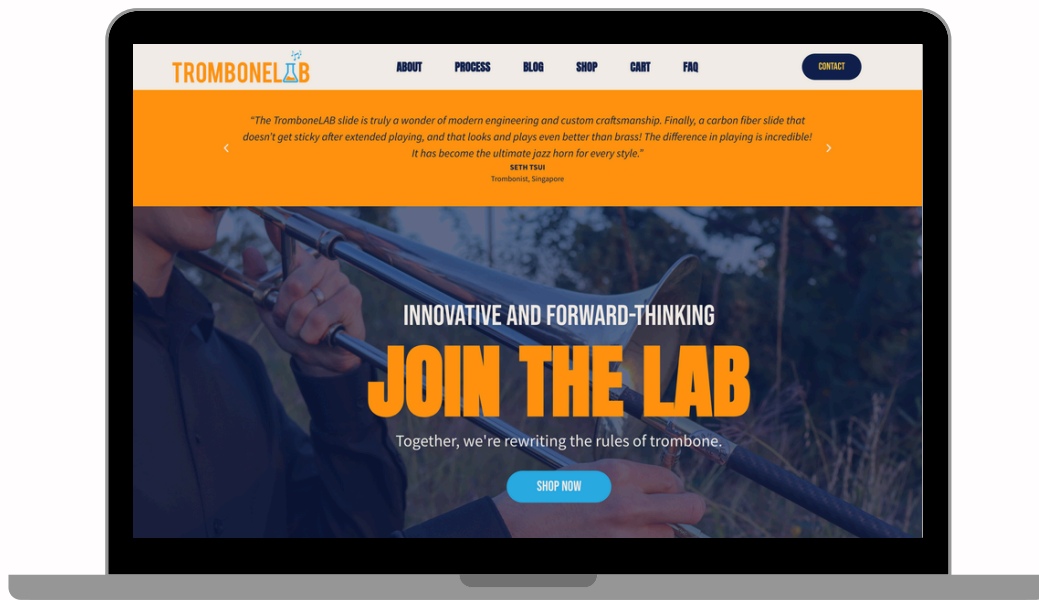 TROMBONELAB
ABOUT
PROCESS
BLOG
SHOP
CART
FAQ
CONTACT
“The TromboneLAB slide is truly a wonder of modern engineering and custom craftsmanship. Finally, a carbon fiber slide that
doesn't get sticky after extended playing, and that looks and plays even better than brass! The difference in playing is incredible!
It has become the ultimate jazz horn for every style.”
SETH TSUI
Trombonist, Singapore
INNOVATIVE AND FORWARD-THINKING
JOIN THE LAB
Together, we're rewriting the rules of trombone.
SHOP NOW